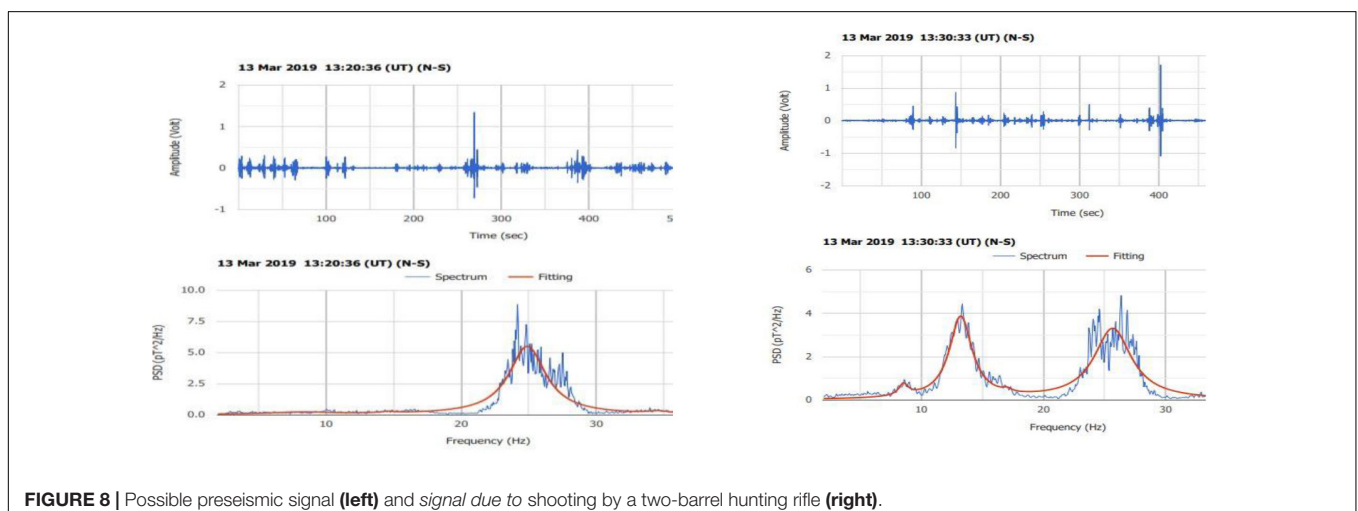 13 Mar 2019 13:20:36 (UT) (N-S)
Amplitude (Volt)
2
1
0
-1
100
200
300
400
5
Time (sec)
13 Mar 2019 13:20:36 (UT) (N-S)
Spectrum
Fitting
PSD (pT^2/Hz)
10.0
7.5
5.0
2.5
0.0
10
20
30
Frequency (Hz)
13 Mar 2019 13:30:33 (UT) (N-S)
Amplitude (Volt)
2
1
0
-1
-2
100
200
300
400
Time (sec)
13 Mar 2019 13:30:33 (UT) (N-S)
Spectrum
Fitting
PSD (pT^2/Hz)
6
4
2
0
10
20
30
Frequency (Hz)
FIGURE 8 | Possible preseismic signal (left) and signal due to shooting by a two-barrel hunting rifle (right).